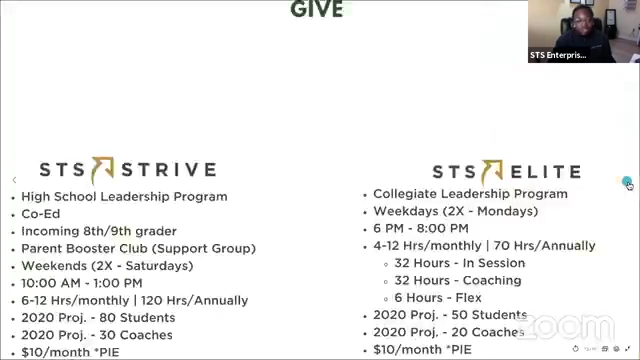 GIVE
STS Enterpris...
STS STRIVE
High School Leadership Program
Co-Ed
Incoming 8th/9th grader
Parent Booster Club (Support Group)
Weekends (2X - Saturdays)
10:00 AM - 1:00 PM
6-12 Hrs/monthly | 120 Hrs/Annually
2020 Proj. - 80 Students
2020 Proj. - 30 Coaches
$10/month *PIE
STS ELITE
Collegiate Leadership Program
Weekdays (2X - Mondays)
6 PM - 8:00 PM
4-12 Hrs/monthly | 70 Hrs/Annually
32 Hours - In Session
32 Hours - Coaching
6 Hours - Flex
2020 Proj. - 50 Students
2020 Proj. - 20 Coaches
$10/month *PIE
zoom